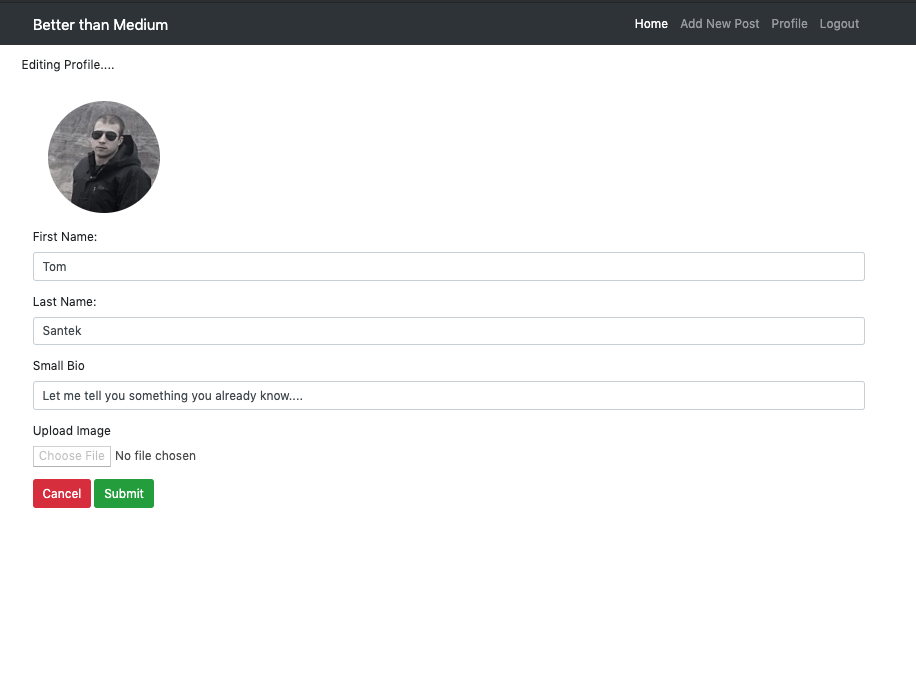 Better than Medium Home Add New Post Profile Logout
Editing Profile....
First Name:
Tom
Last Name:
Santek
Small Bio
Let me tell you something you already know....
Upload Image
Choose File No file chosen
Cancel Submit